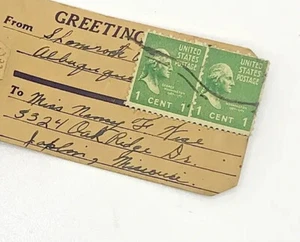 GREETING
From Shamrock
Albuquerque
UNITED STATES POSTAGE
1 CENT 1
UNITED STATES POSTAGE
1 CENT 1
To Miss Nancy
3324 Oak Ridge Dr.
Joplin, Missouri.